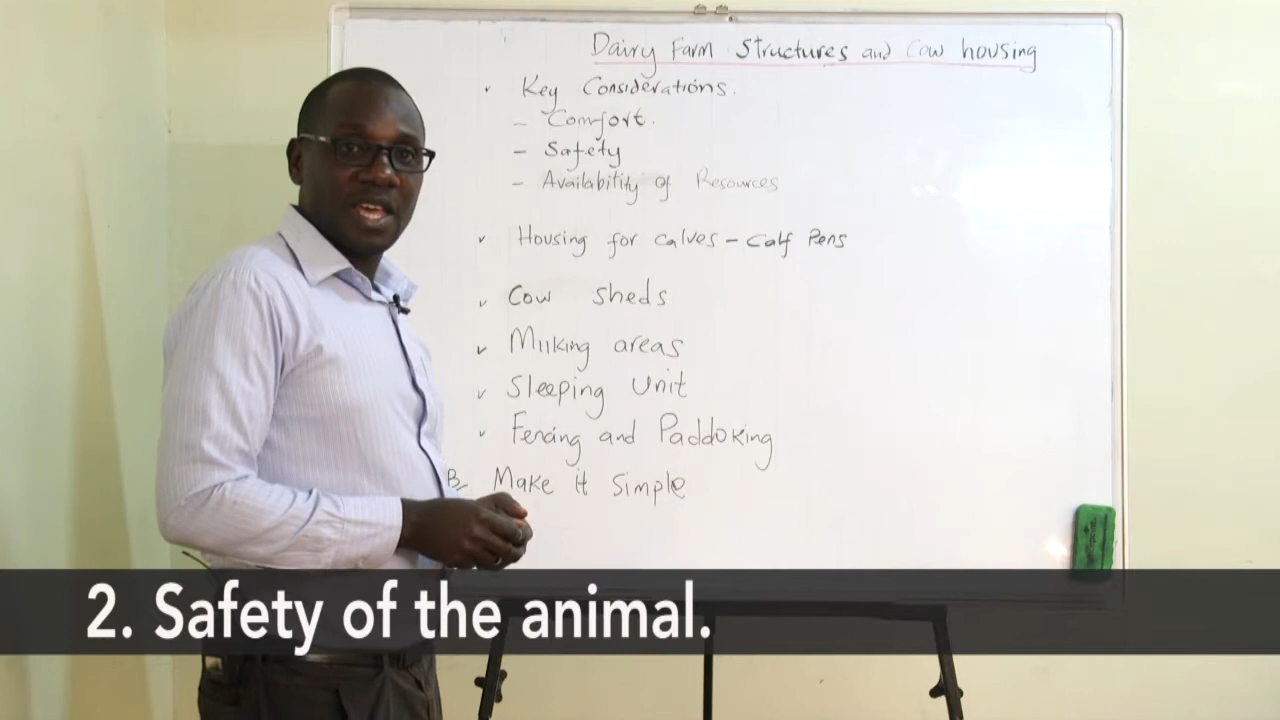 Dairy Farm Structures and Cow housing
Key Considerations.
- Comfort.
- Safety
- Availability of Resources
✓ Housing for calves - Calf Pens
✓ Cow sheds
✓ Milking areas
✓ Sleeping Unit
✓ Fencing and Paddoking
B/ Make it Simple
2. Safety of the animal.